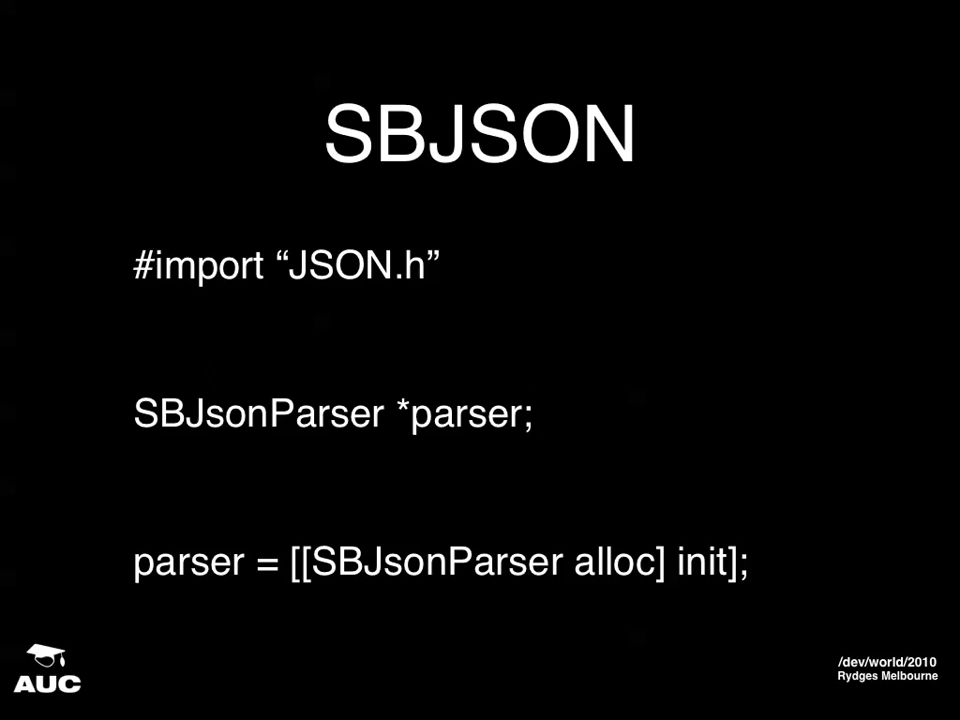 SBJSON
#import “JSON.h”
SBJsonParser *parser;
parser = [[SBJsonParser alloc] init];
AUC
/dev/world/2010
Rydges Melbourne